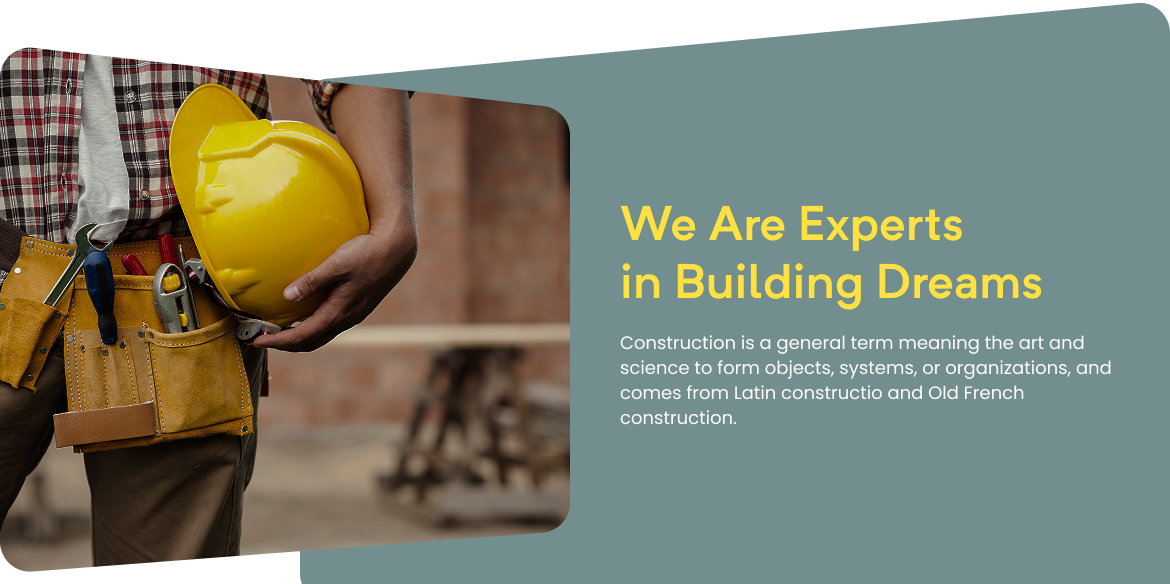 We Are Experts
in Building Dreams
Construction is a general term meaning the art and
science to form objects, systems, or organizations, and
comes from Latin constructio and Old French
construction.